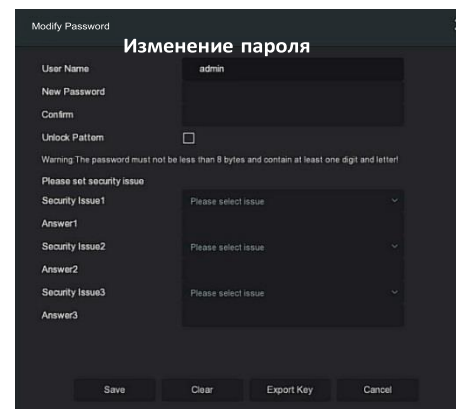 Modify Password
Изменение пароля
User Name admin
New Password
Confirm
Unlock Pattern
Warning:The password must not be less than 8 bytes and contain at least one digit and letter!
Please set security issue
Security Issue1 Please select issue
Answer1
Security Issue2 Please select issue
Answer2
Security Issue3 Please select issue
Answer3
Save Clear Export Key Cancel